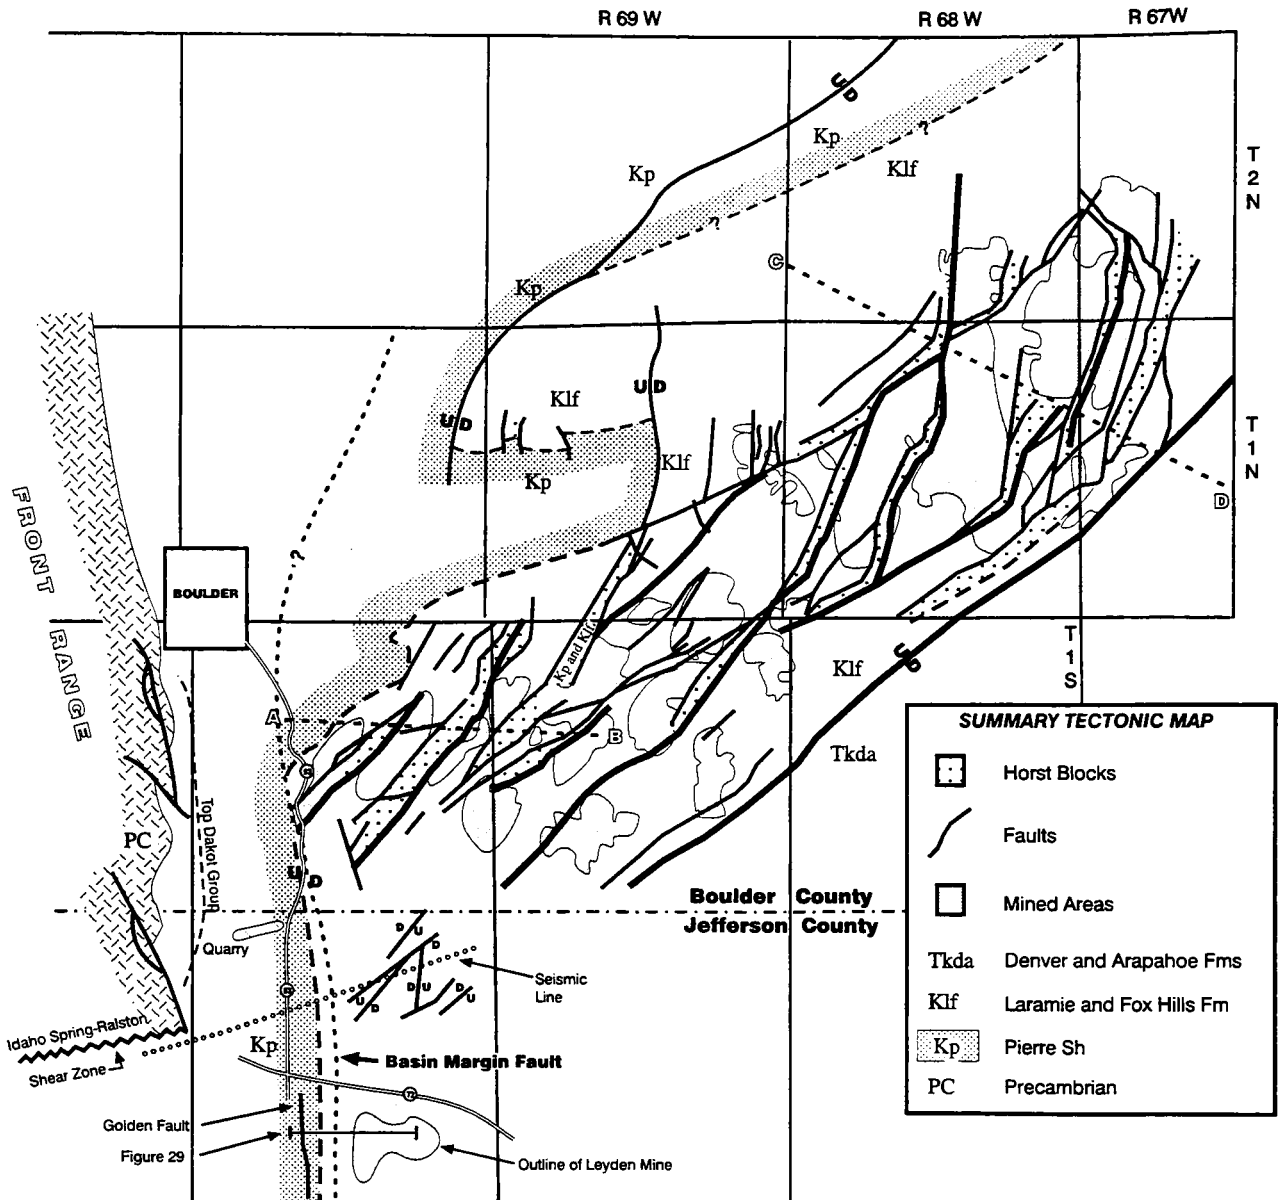 R 69 W
R 68 W
R 67W
U D
Kp
?
Kp
Klf
T
2
N
?
C
Kp
U D
Klf
U D
Klf
T
1
N
Kp
D
FRONT RANGE
?
BOULDER
Kp and Klf
T
1
S
Klf
U D
A
B
Tkda
SUMMARY TECTONIC MAP
Horst Blocks
Faults
Mined Areas
Tkda Denver and Arapahoe Fms
Klf Laramie and Fox Hills Fm
Kp Pierre Sh
PC Precambrian
PC
Top Dakot Group
U D
Boulder County
Jefferson County
Quarry
D U
D
D U
D U
U D
U
Seismic
Line
Idaho Spring-Ralston
Shear Zone
Kp
Basin Margin Fault
72
Golden Fault
Figure 29
Outline of Leyden Mine